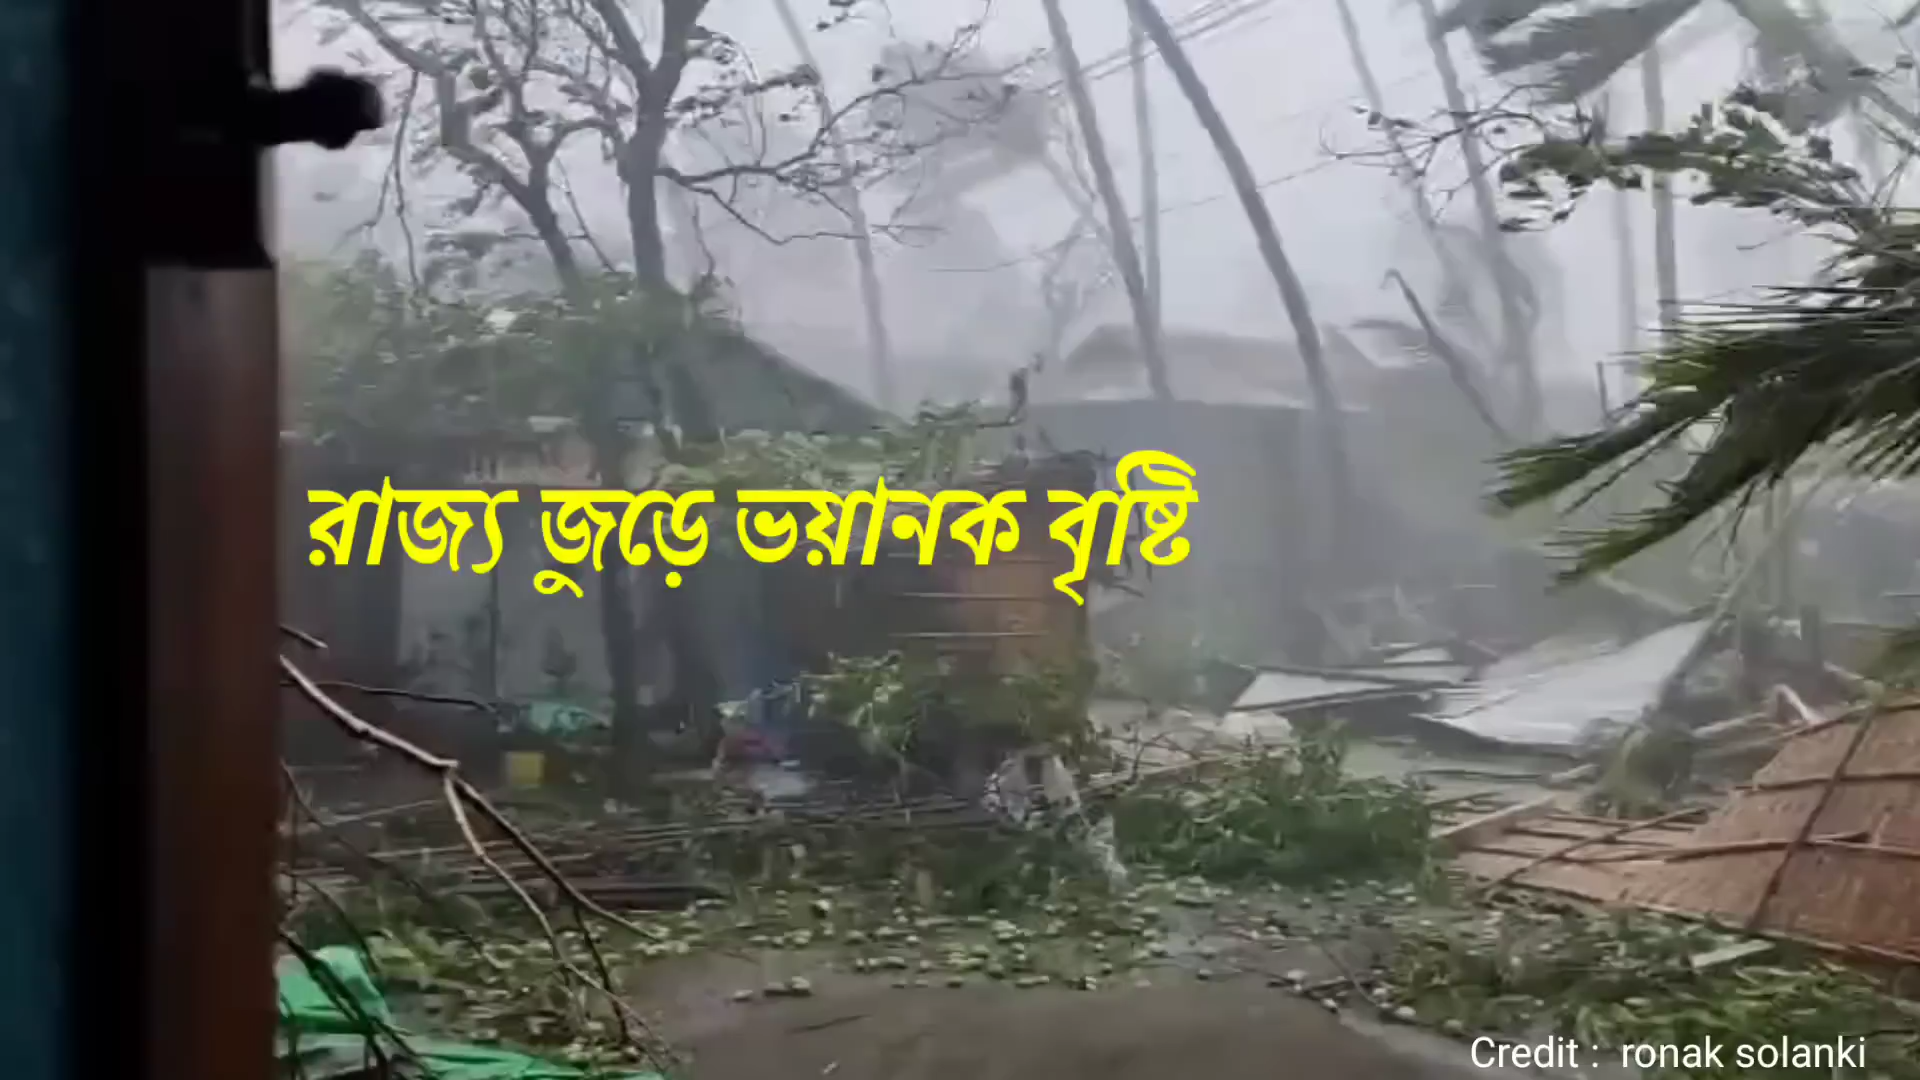 রাজ্য জুড়ে ভয়ানক বৃষ্টি
Credit : ronak solanki